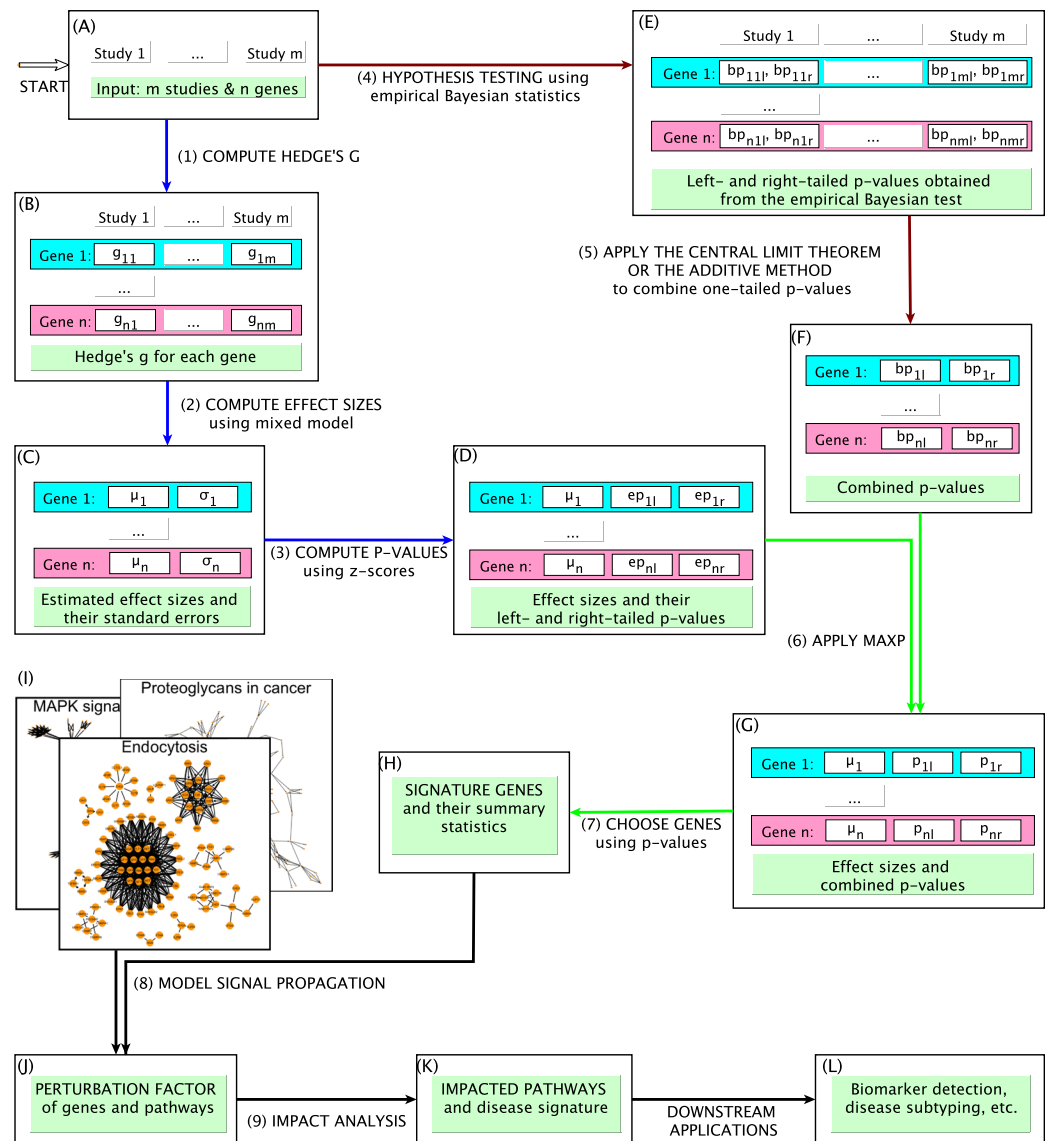 (A)
Study 1 ... Study m
START
Input: m studies & n genes
(4) HYPOTHESIS TESTING using
empirical Bayesian statistics
(E)
Study 1 ... Study m
Gene 1: bp11l, bp11r ... bp1ml, bp1mr
...
Gene n: bpn1l, bpn1r ... bpnml, bpnmr
Left- and right-tailed p-values obtained
from the empirical Bayesian test
(1) COMPUTE HEDGE'S G
(B)
Study 1 ... Study m
Gene 1: g11 ... g1m
...
Gene n: gn1 ... gnm
Hedge's g for each gene
(5) APPLY THE CENTRAL LIMIT THEOREM
OR THE ADDITIVE METHOD
to combine one-tailed p-values
(F)
Gene 1: bp1l bp1r
...
Gene n: bpnl bpnr
Combined p-values
(2) COMPUTE EFFECT SIZES
using mixed model
(C)
Gene 1: μ1 σ1
...
Gene n: μn σn
Estimated effect sizes and
their standard errors
(3) COMPUTE P-VALUES
using z-scores
(D)
Gene 1: μ1 ep1l ep1r
...
Gene n: μn epnl epnr
Effect sizes and their
left- and right-tailed p-values
(6) APPLY MAXP
(G)
Gene 1: μ1 p1l p1r
...
Gene n: μn pnl pnr
Effect sizes and
combined p-values
(7) CHOOSE GENES
using p-values
(H)
SIGNATURE GENES
and their summary
statistics
(I)
Proteoglycans in cancer
MAPK signa
Endocytosis
(8) MODEL SIGNAL PROPAGATION
(J)
PERTURBATION FACTOR
of genes and pathways
(9) IMPACT ANALYSIS
(K)
IMPACTED PATHWAYS
and disease signature
DOWNSTREAM
APPLICATIONS
(L)
Biomarker detection,
disease subtyping, etc.